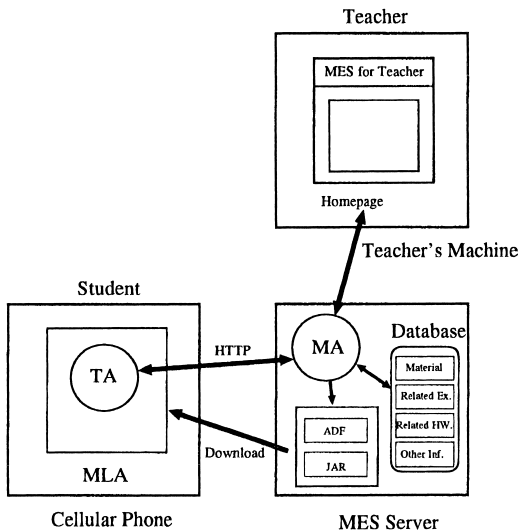 Teacher
MES for Teacher
Homepage
Teacher's Machine
Student
TA
MLA
Cellular Phone
HTTP
Download
MA
Database
Material
Related Ex.
Related HW.
Other Inf.
ADF
JAR
MES Server